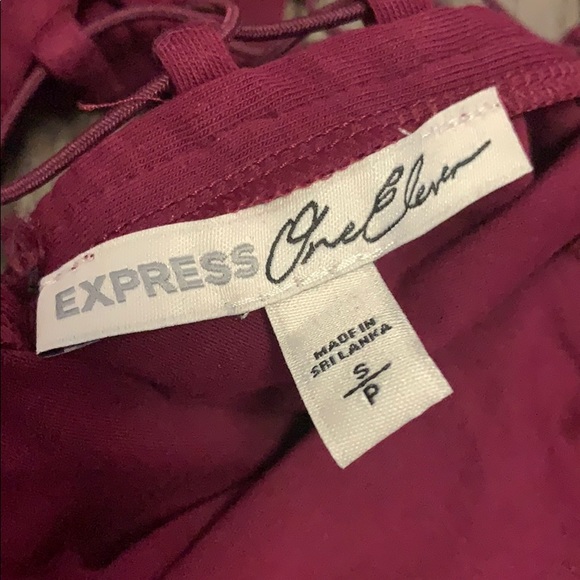 EXPRESS One Eleven
MADE IN
SRI LANKA
S/P